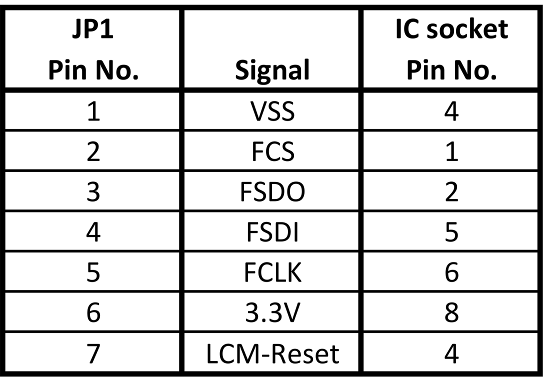 JP1 Pin No. Signal IC socket Pin No.
1 VSS 4
2 FCS 1
3 FSDO 2
4 FSDI 5
5 FCLK 6
6 3.3V 8
7 LCM-Reset 4